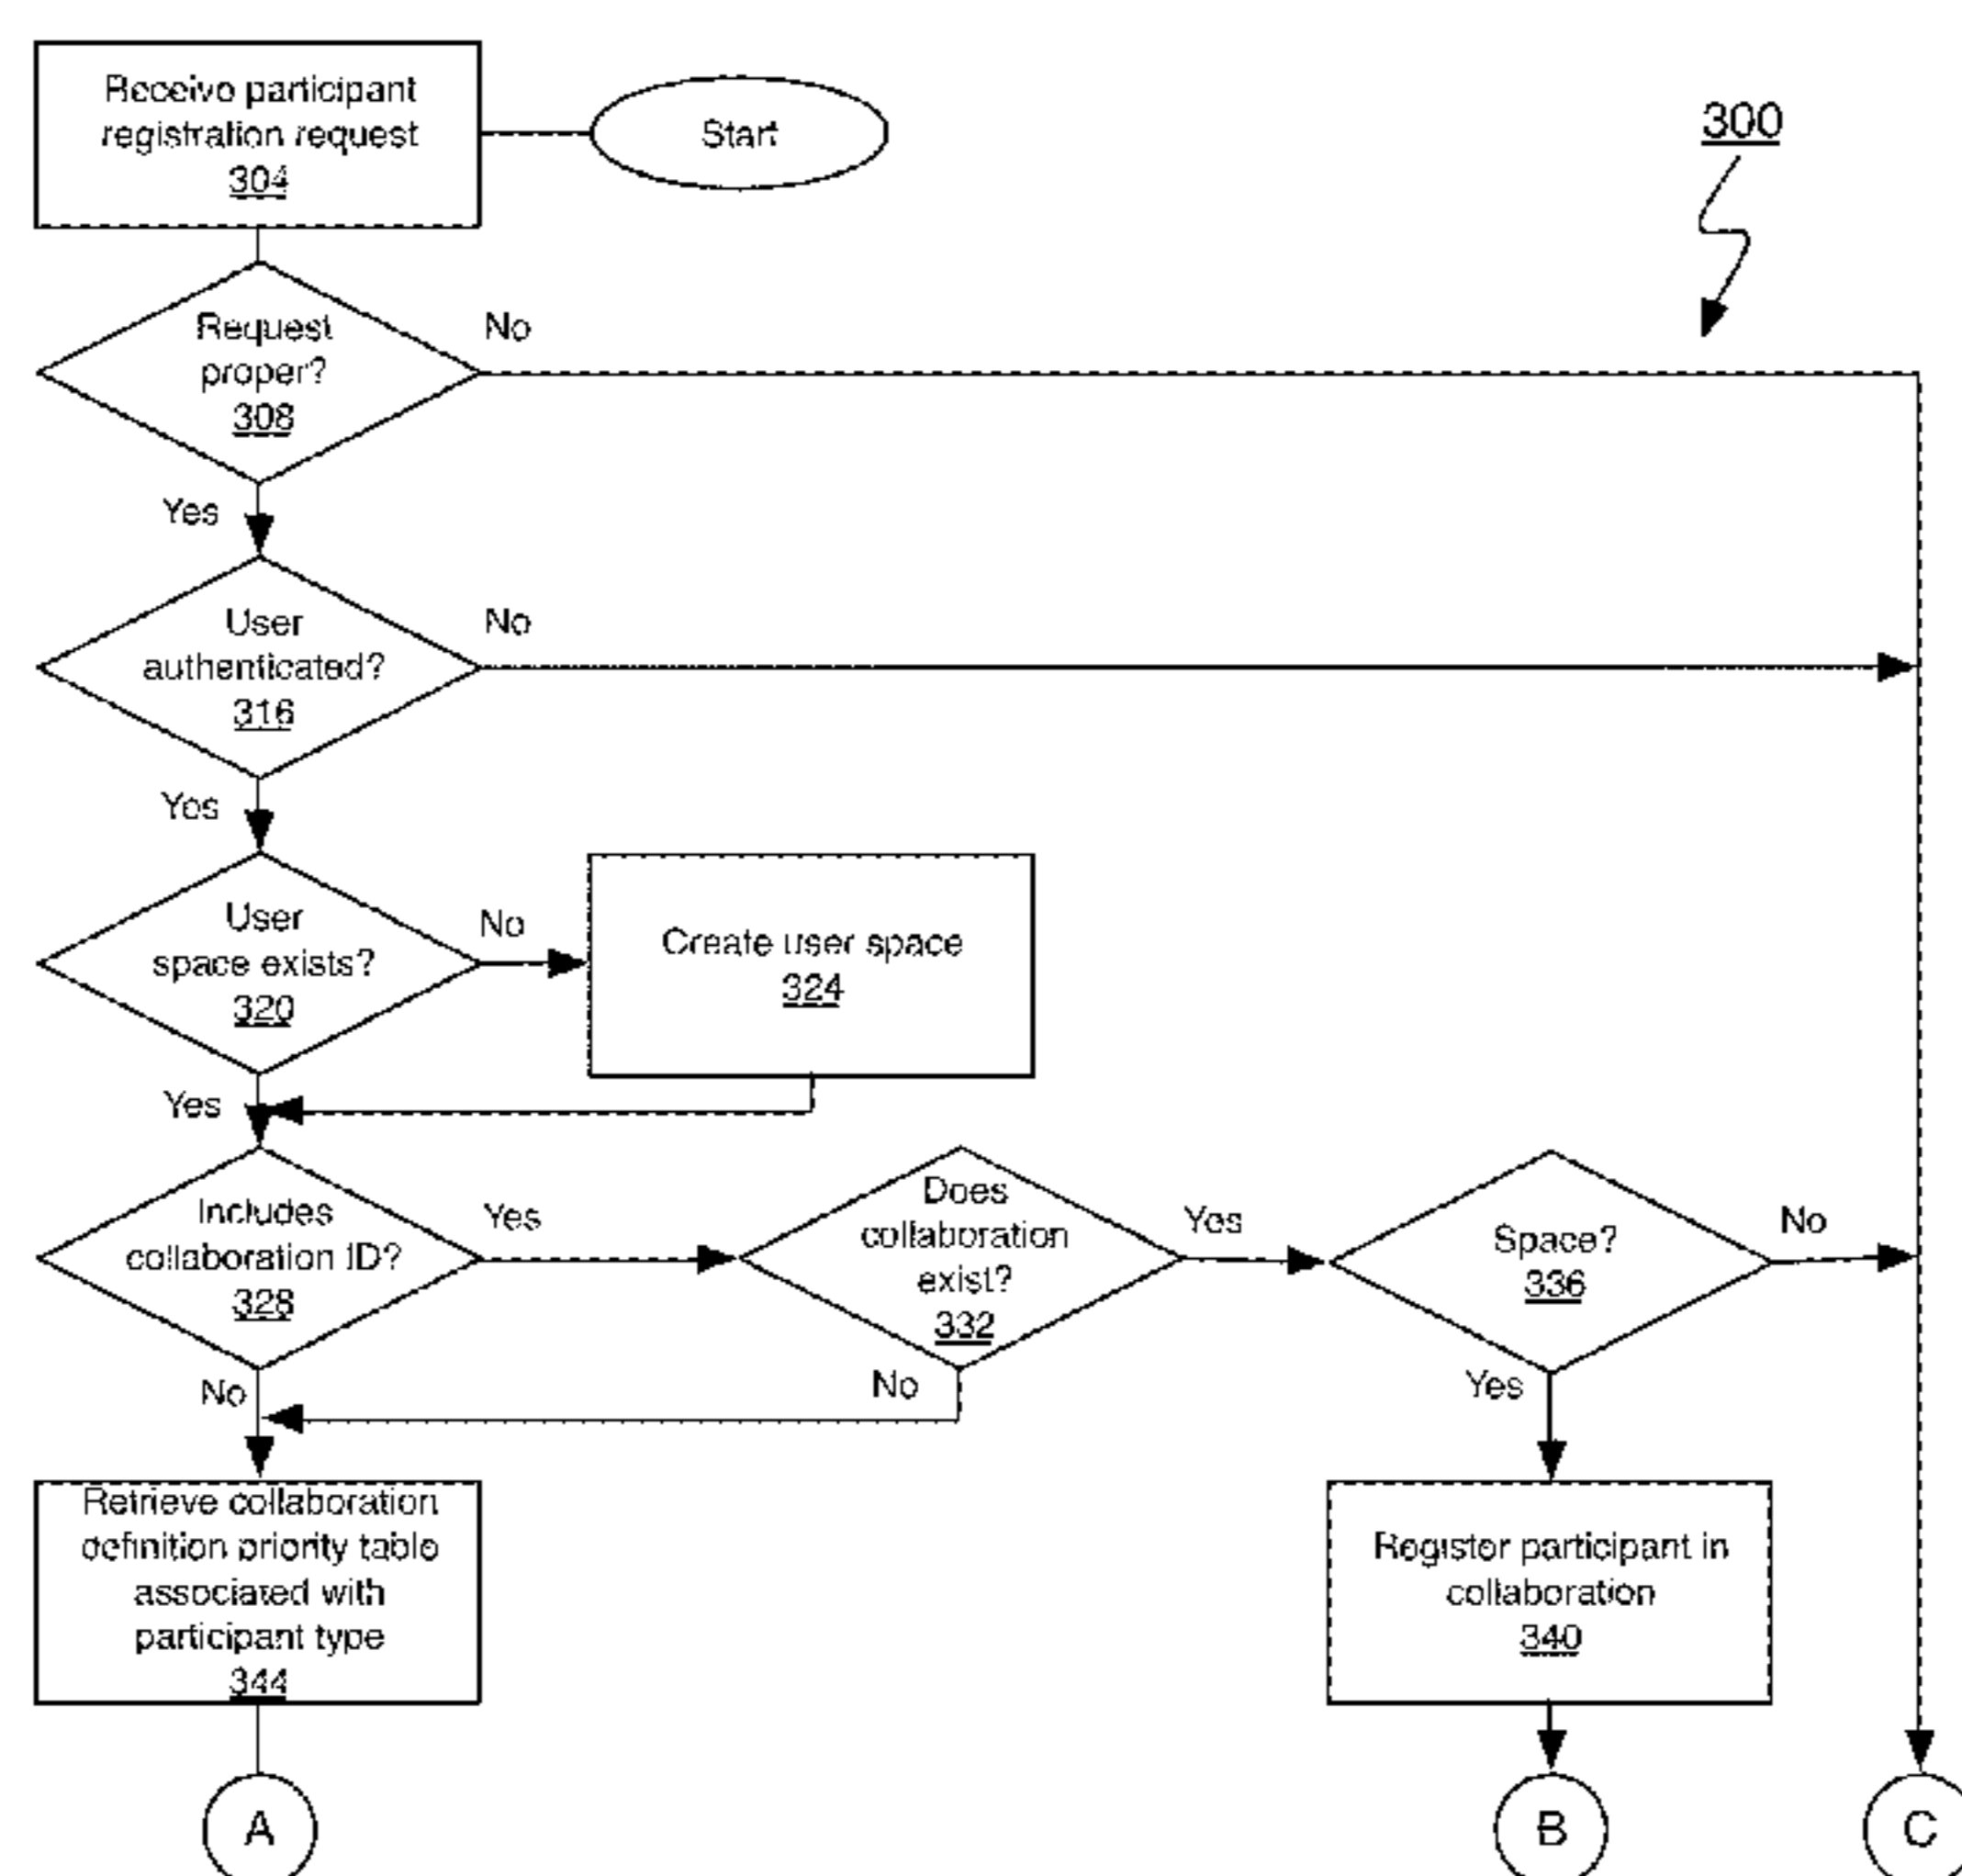 Receive participant
registration request
304
Start
300
Request
proper?
308
No
Yes
User
authenticated?
316
No
Yes
User
space exists?
320
No
Create user space
324
Yes
Includes
collaboration ID?
328
Yes
Does
collaboration
exist?
332
Yes
Space?
336
No
No
No
Yes
Retrieve collaboration
definition priority table
associated with
participant type
344
Register participant in
collaboration
340
A
B
C